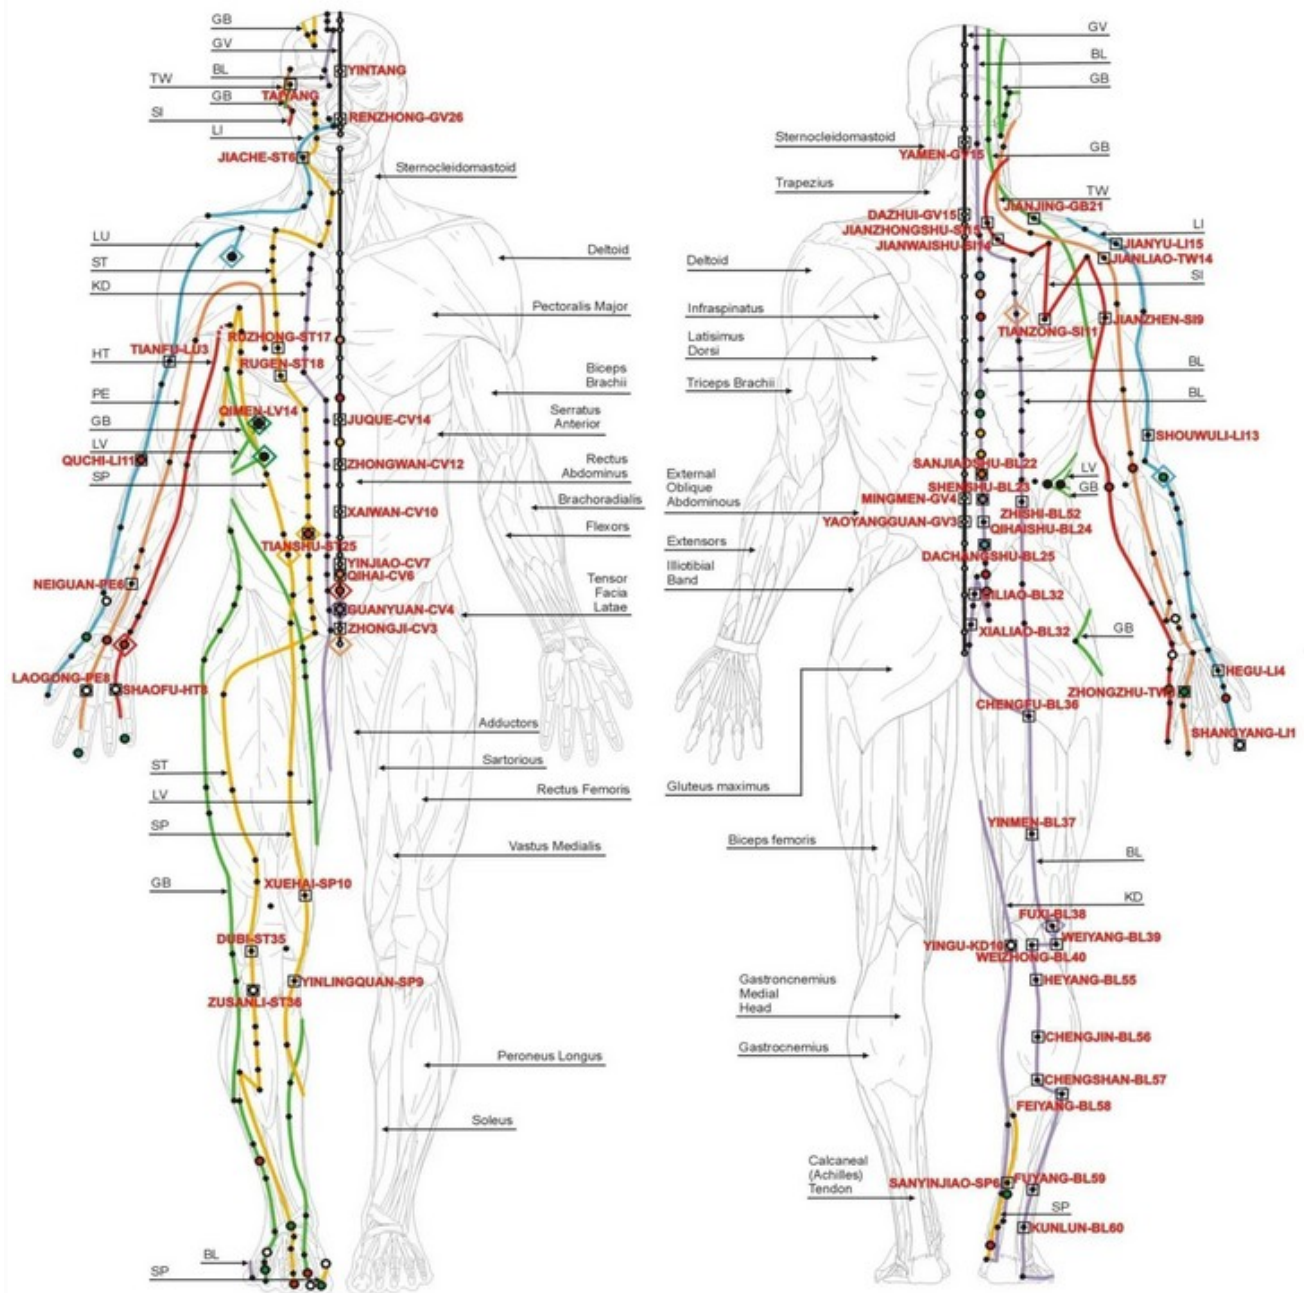 GB
GV
BL
TW
GB
SI
LI
YINTANG
TAIYANG
RENZHONG-GV26
JIACHE-ST6
Sternocleidomastoid
LU
ST
KD
Deltoid
Pectoralis Major
RUZHONG-ST17
TIANFU-LU3
HT
RUGEN-ST18
PE
Biceps
Brachii
QIMEN-LV14
JUQUE-CV14
Serratus
Anterior
GB
LV
QUCHI-LI11
ZHONGWAN-CV12
Rectus
Abdominus
SP
Brachoradialis
XAIWAN-CV10
Flexors
TIANSHU-ST25
YINJIAO-CV7
QIHAI-CV6
NEIGUAN-PE6
Tensor
Facia
Latae
GUANYUAN-CV4
ZHONGJI-CV3
LAOGONG-PE8
SHAOFU-HT8
Adductors
Sartorious
ST
Rectus Femoris
LV
SP
Vastus Medialis
GB
XUEHAI-SP10
DUBI-ST35
YINLINGQUAN-SP9
ZUSANLI-ST36
Peroneus Longus
Soleus
BL
SP
GV
BL
GB
Sternocleidomastoid
YAMEN-GV15
GB
Trapezius
TW
JIANJING-GB21
DAZHUI-GV15
JIANZHONGSHU-SI15
LI
JIANWAISHU-SI14
JIANYU-LI15
JIANLIAO-TW14
Deltoid
SI
Infraspinatus
TIANZONG-SI11
JIANZHEN-SI9
Latisimus
Dorsi
BL
Triceps Brachii
BL
SHOUWULI-LI13
SANJIAOSHU-BL22
LV
External
Oblique
Abdominous
SHENSHU-BL23
GB
MINGMEN-GV4
ZHISHI-BL52
YAOYANGGUAN-GV3
QIHAISHU-BL24
Extensors
DACHANGSHU-BL25
Illiotibial
Band
CILIAO-BL32
XIALIAO-BL32
GB
HEGU-LI4
ZHONGZHU-TW3
CHENGFU-BL36
SHANGYANG-LI1
Gluteus maximus
YINMEN-BL37
Biceps femoris
BL
KD
FUXI-BL38
WEIYANG-BL39
YINGU-KD10
WEIZHONG-BL40
HEYANG-BL55
Gastroncnemius
Medial
Head
CHENGJIN-BL56
Gastrocnemius
CHENGSHAN-BL57
FEIYANG-BL58
Calcaneal
(Achilles)
Tendon
SANYINJIAO-SP6
FUYANG-BL59
SP
KUNLUN-BL60